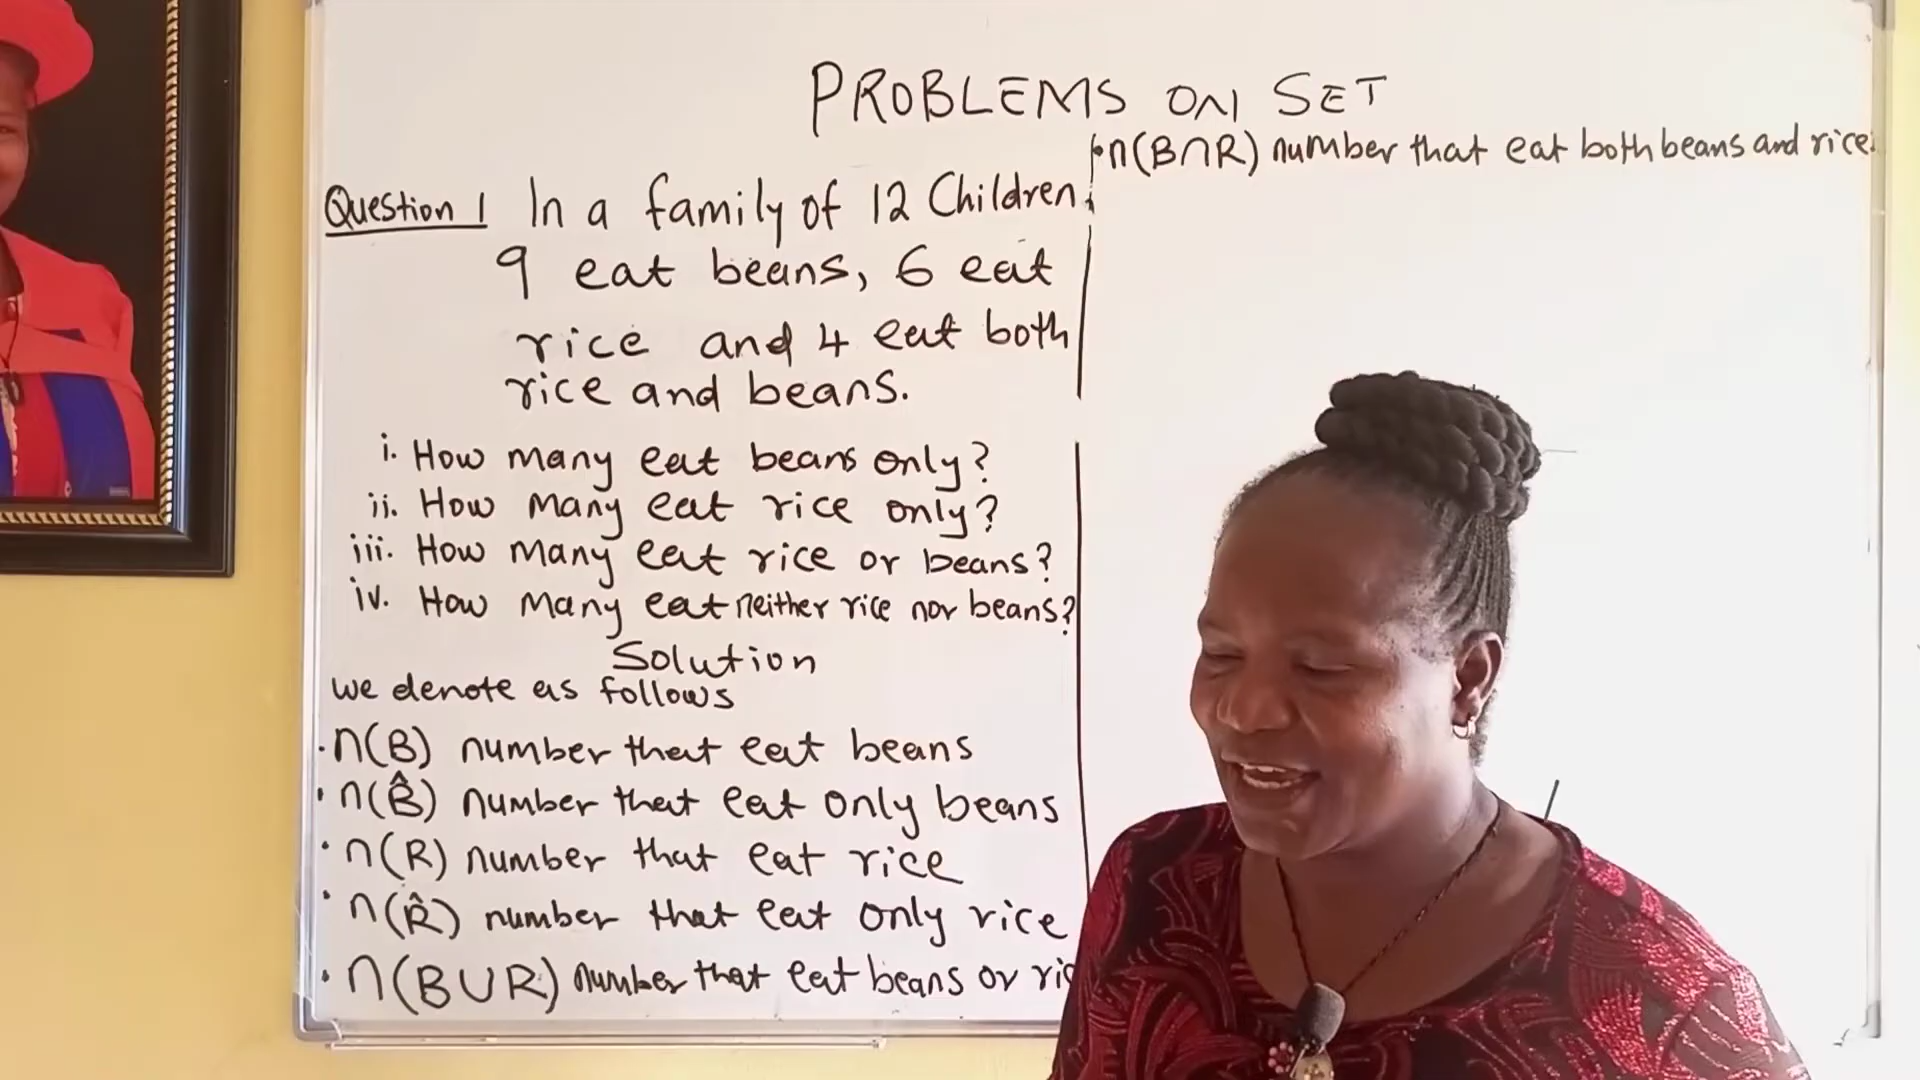 PROBLEMS ON SET
Question 1 In a family of 12 Children,
9 eat beans, 6 eat
rice and 4 eat both
rice and beans.
i. How many eat beans only?
ii. How many eat rice only?
iii. How many eat rice or beans?
iv. How many eat neither rice nor beans?
Solution
we denote as follows
• n(B) number that eat beans
• n(B̂) number that eat only beans
• n(R) number that eat rice
• n(R̂) number that eat only rice
• n(B∪R) number that eat beans or
• n(B∩R) number that eat both beans and rice.